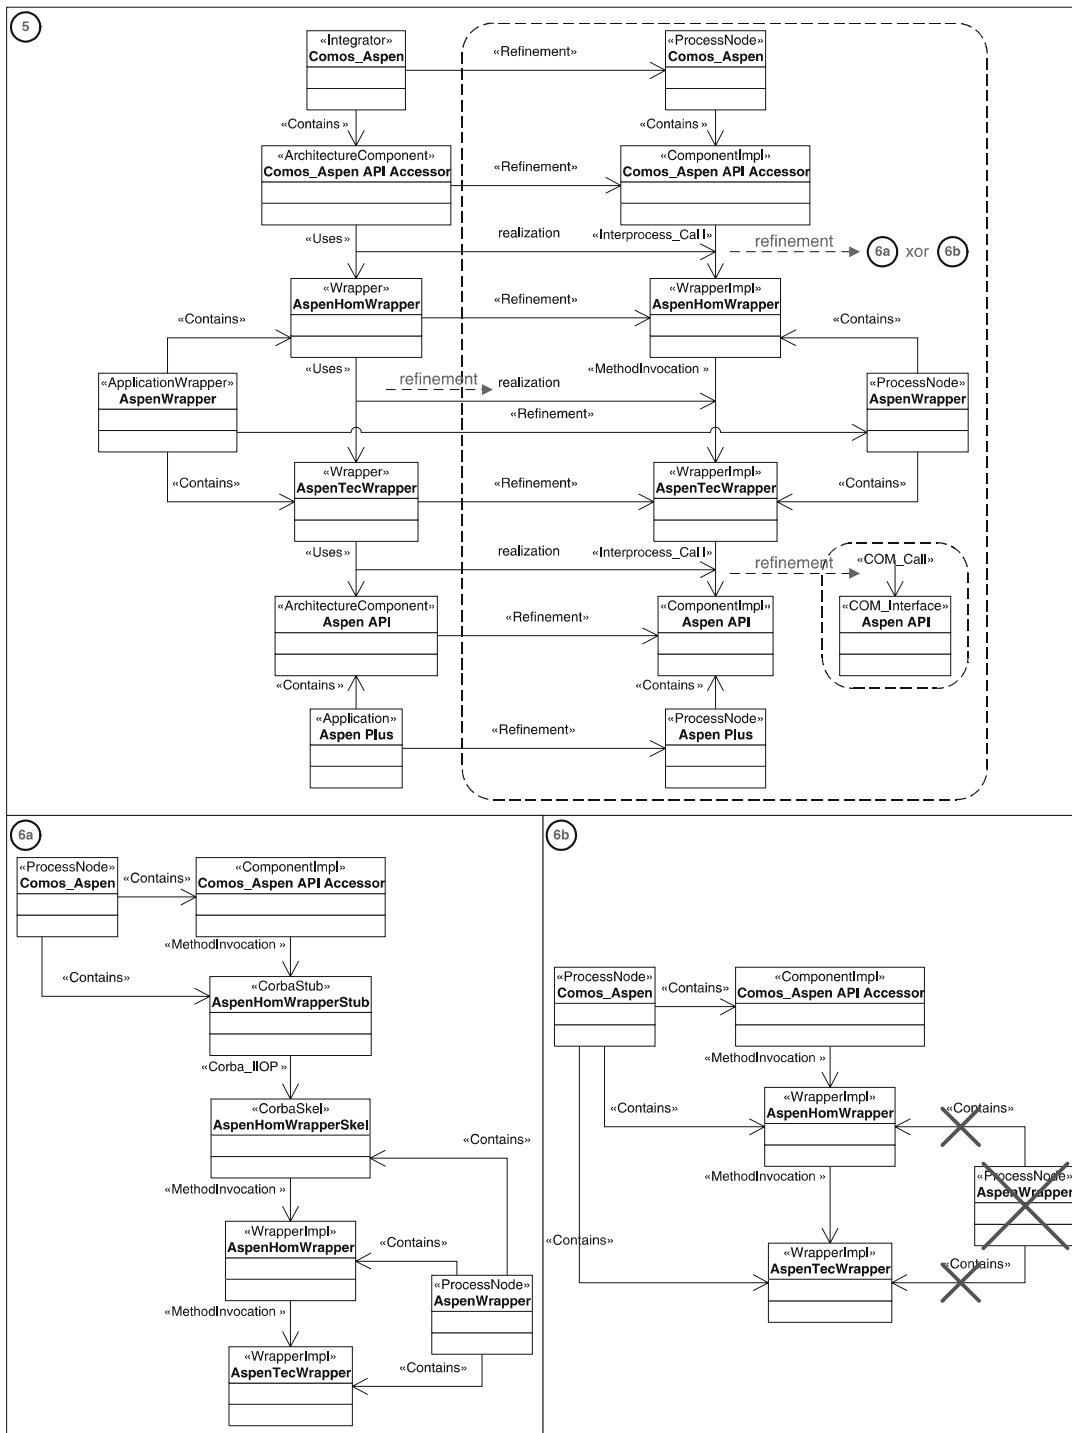 5
«Integrator»
Comos_Aspen
«Refinement»
«ProcessNode»
Comos_Aspen
«Contains »
«Contains »
«ArchitectureComponent»
Comos_Aspen API Accessor
«Refinement»
«ComponentImpl»
Comos_Aspen API Accessor
«Uses»
realization
«Interprocess_Call»
refinement
6a
xor
6b
«Wrapper»
AspenHomWrapper
«Refinement»
«WrapperImpl»
AspenHomWrapper
«Contains»
«Contains»
«Uses»
refinement
realization
«MethodInvocation »
«ApplicationWrapper»
AspenWrapper
«Refinement»
«ProcessNode»
AspenWrapper
«Contains»
«Wrapper»
AspenTecWrapper
«Refinement»
«WrapperImpl»
AspenTecWrapper
«Contains»
«Uses»
realization
«Interprocess_Call»
refinement
«COM_Call»
«ArchitectureComponent»
Aspen API
«Refinement»
«ComponentImpl»
Aspen API
«COM_Interface»
Aspen API
«Contains »
«Contains»
«Application»
Aspen Plus
«Refinement»
«ProcessNode»
Aspen Plus
6a
«ProcessNode»
Comos_Aspen
«Contains»
«ComponentImpl»
Comos_Aspen API Accessor
«MethodInvocation »
«Contains»
«CorbaStub»
AspenHomWrapperStub
«Corba_IIOP»
«CorbaSkel»
AspenHomWrapperSkel
«Contains»
«MethodInvocation »
«WrapperImpl»
AspenHomWrapper
«Contains»
«ProcessNode»
AspenWrapper
«MethodInvocation »
«WrapperImpl»
AspenTecWrapper
«Contains»
6b
«ProcessNode»
Comos_Aspen
«Contains»
«ComponentImpl»
Comos_Aspen API Accessor
«MethodInvocation»
«Contains»
«WrapperImpl»
AspenHomWrapper
«Contains»
«MethodInvocation »
«ProcessNode»
AspenWrapper
«Contains»
«WrapperImpl»
AspenTecWrapper
«Contains»